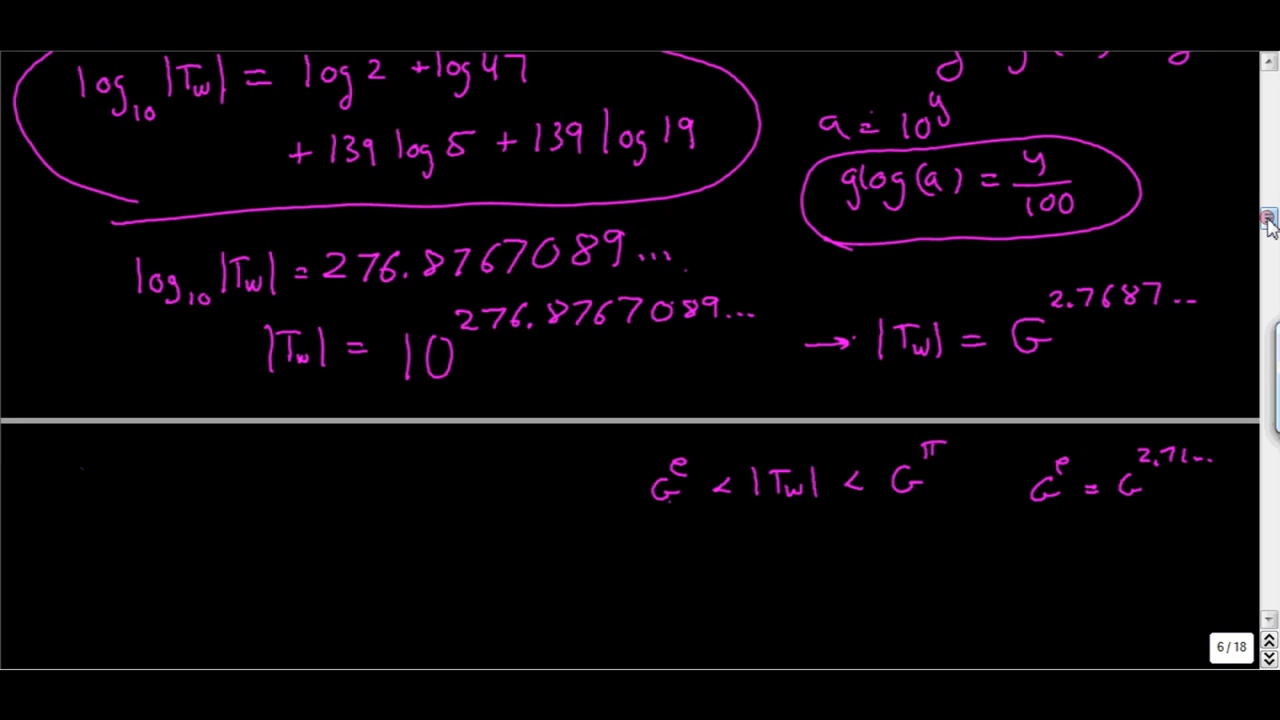 log₁₀ |Tw| = log 2 + log 47
+ 139 log 5 + 139 log 19
a = 10^y
glog(a) = y/100
log₁₀ |Tw| = 276.8767089...
|Tw| = 10^276.8767089...
→ |Tw| = G^2.7687...
G^e < |Tw| < G^π
G^e = G^2.71...
6 / 18